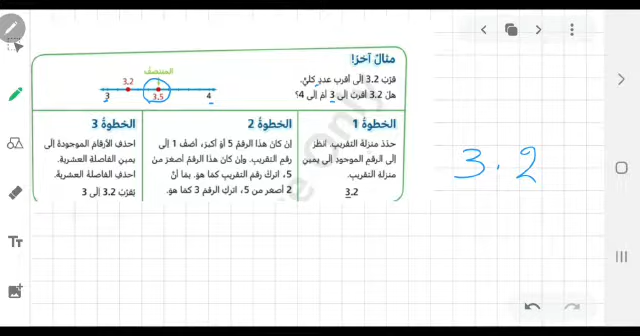 مثالٌ آخرُ!
قرّبْ 3.2 إلى أقربِ عددٍ كليٍّ.
هل 3.2 أقربُ إلى 3 أم إلى 4؟
المنتصفُ
3.2
3 3.5 4
الخطوةُ 1
حدّدْ منزلةَ التقريبِ. انظرْ
إلى الرقمِ الموجودِ إلى يمينِ
منزلةِ التقريبِ.
3.2
الخطوةُ 2
إن كانَ هذا الرقمُ 5 أوْ أكبرَ، أضفْ 1 إلى
رقمِ التقريبِ. وإن كانَ هذا الرقمُ أصغرَ من
5، اتركْ رقمَ التقريبِ كما هوَ. بما أنّ
2 أصغرُ من 5، اتركِ الرقمَ 3 كما هوَ.
الخطوةُ 3
احذفِ الأرقامَ الموجودةَ إلى
يمينِ الفاصلةِ العشريةِ.
احذفِ الفاصلةَ العشريةَ.
يُقرَّبُ 3.2 إلى 3
3.2
Tт